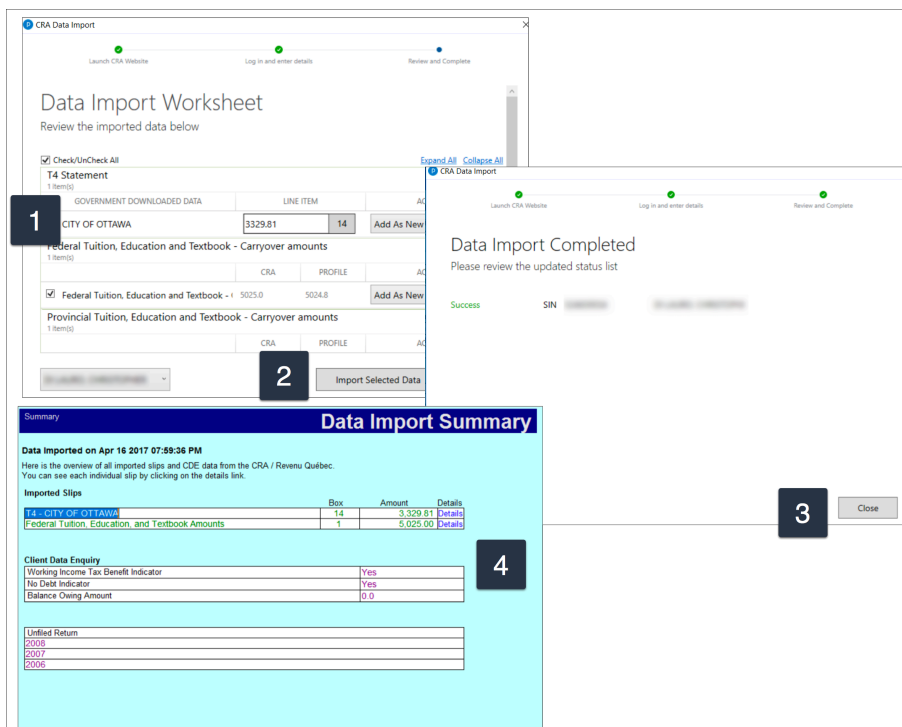 CRA Data Import
Launch CRA Website Log in and enter details Review and Complete
Data Import Worksheet
Review the imported data below
Check/UnCheck All Expand All Collapse All
T4 Statement
1 item(s)
GOVERNMENT DOWNLOADED DATA LINE ITEM
1
CITY OF OTTAWA 3329.81 14 Add As New
Federal Tuition, Education and Textbook - Carryover amounts
1 item(s)
CRA PROFILE
Federal Tuition, Education and Textbook - 5025.0 5024.8 Add As New
Provincial Tuition, Education and Textbook - Carryover amounts
1 item(s)
CRA PROFILE
2
Import Selected Data
CRA Data Import
Launch CRA Website Log in and enter details Review and Complete
Data Import Completed
Please review the updated status list
Success SIN
3
Close
Summary
Data Import Summary
Data Imported on Apr 16 2017 07:59:36 PM
Here is the overview of all imported slips and CDE data from the CRA / Revenu Québec.
You can see each individual slip by clicking on the details link.
Imported Slips
Box Amount Details
T4 - CITY OF OTTAWA 14 3,329.81 Details
Federal Tuition, Education, and Textbook Amounts 1 5,025.00 Details
4
Client Data Enquiry
Working Income Tax Benefit Indicator Yes
No Debt Indicator Yes
Balance Owing Amount 0.0
Unfiled Return
2008
2007
2006